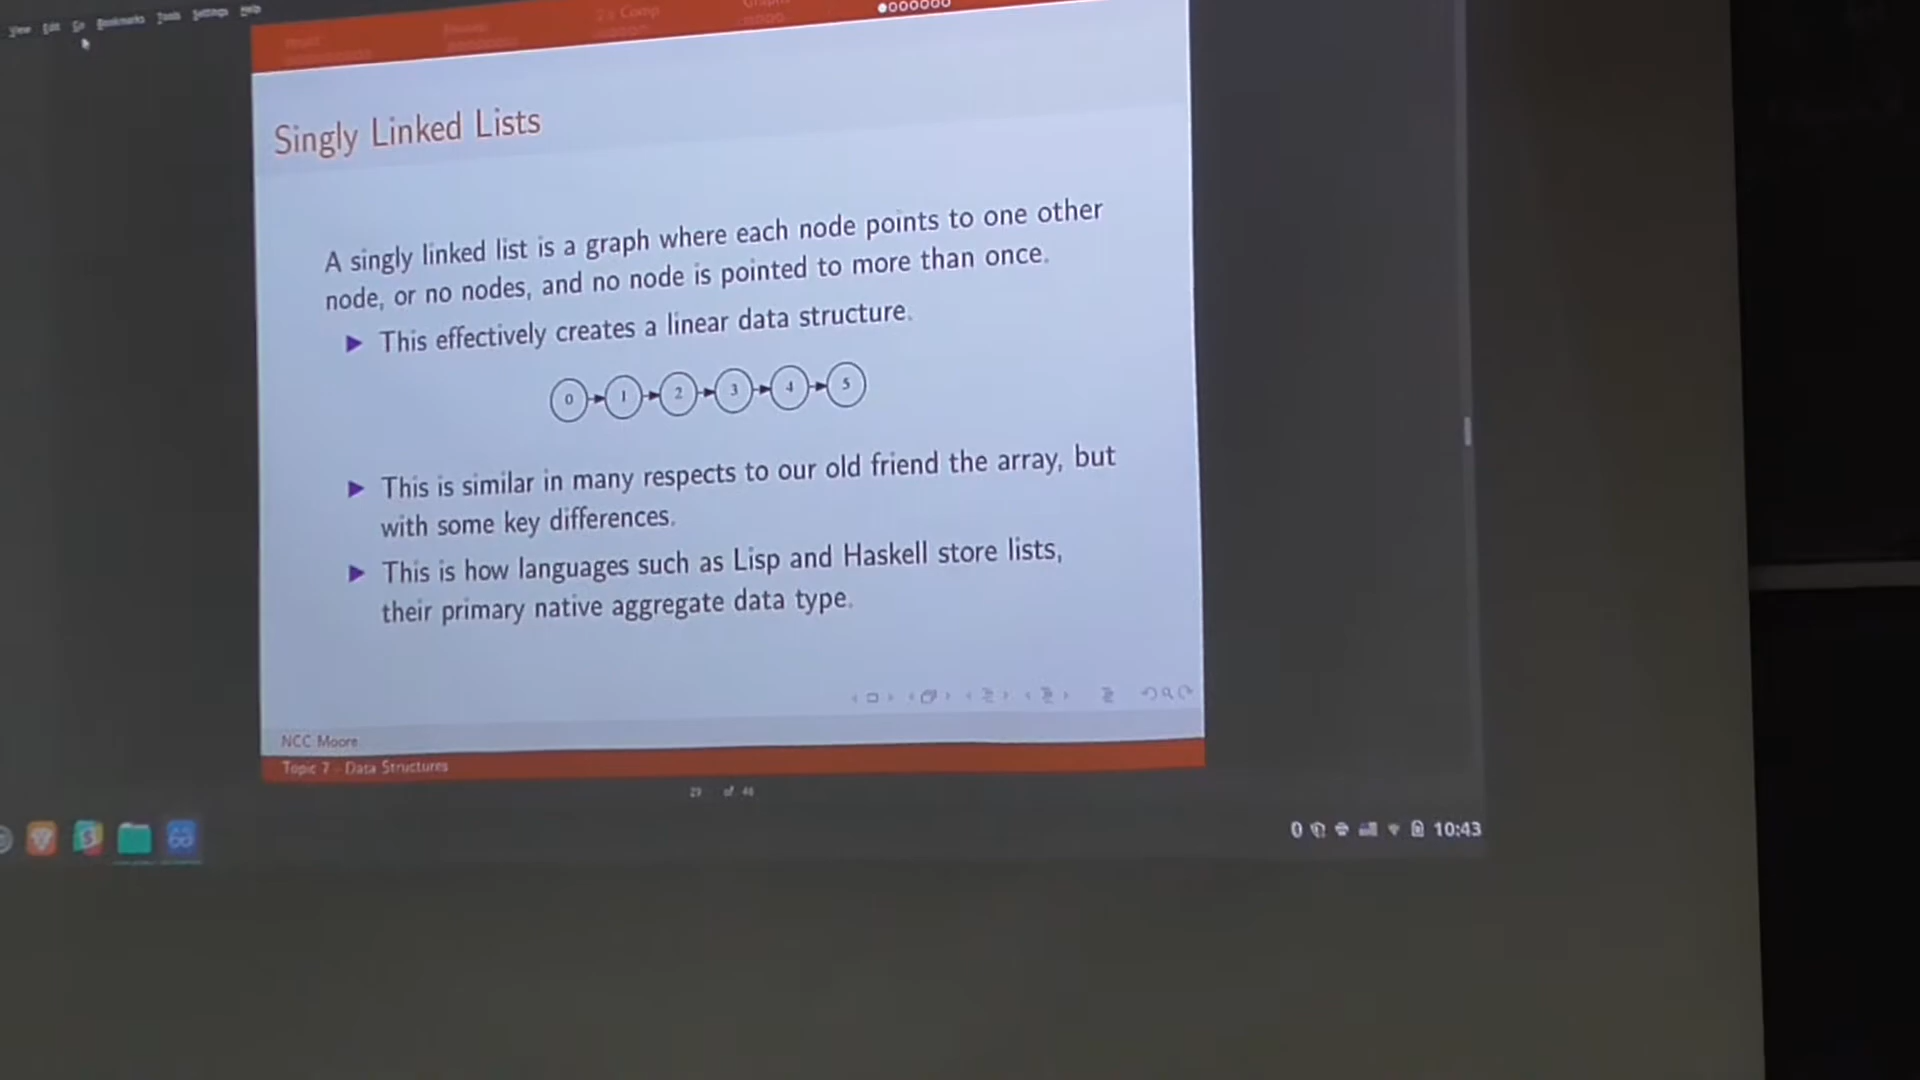 View Edit Go Bookmarks Tools Settings Help
2's Comp
Singly Linked Lists
A singly linked list is a graph where each node points to one other
node, or no nodes, and no node is pointed to more than once.
This effectively creates a linear data structure.
0 1 2 3 4 5
This is similar in many respects to our old friend the array, but
with some key differences.
This is how languages such as Lisp and Haskell store lists,
their primary native aggregate data type.
NCC Moore
Topic 7 - Data Structures
29 of
10:43